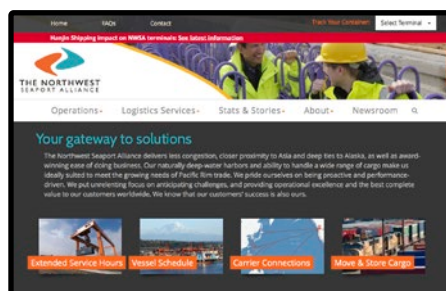 Home FAQs Contact Track Your Container: Select Terminal
Hanjin Shipping Impact on NWSA terminals: See latest information
THE NORTHWEST
SEAPORT ALLIANCE
Operations Logistics Services Stats & Stories About Newsroom
Your gateway to solutions
The Northwest Seaport Alliance delivers less congestion, closer proximity to Asia and deep ties to Alaska, as well as award-
winning ease of doing business. Our naturally deep-water harbors and ability to handle a wide range of cargo make us
ideally suited to meet the growing needs of Pacific Rim trade. We pride ourselves on being proactive and performance-
driven. We put unrelenting focus on anticipating challenges, and providing operational excellence and the best complete
value to our customers worldwide. We know that our customers' success is also ours.
Extended Service Hours Vessel Schedule Carrier Connections Move & Store Cargo